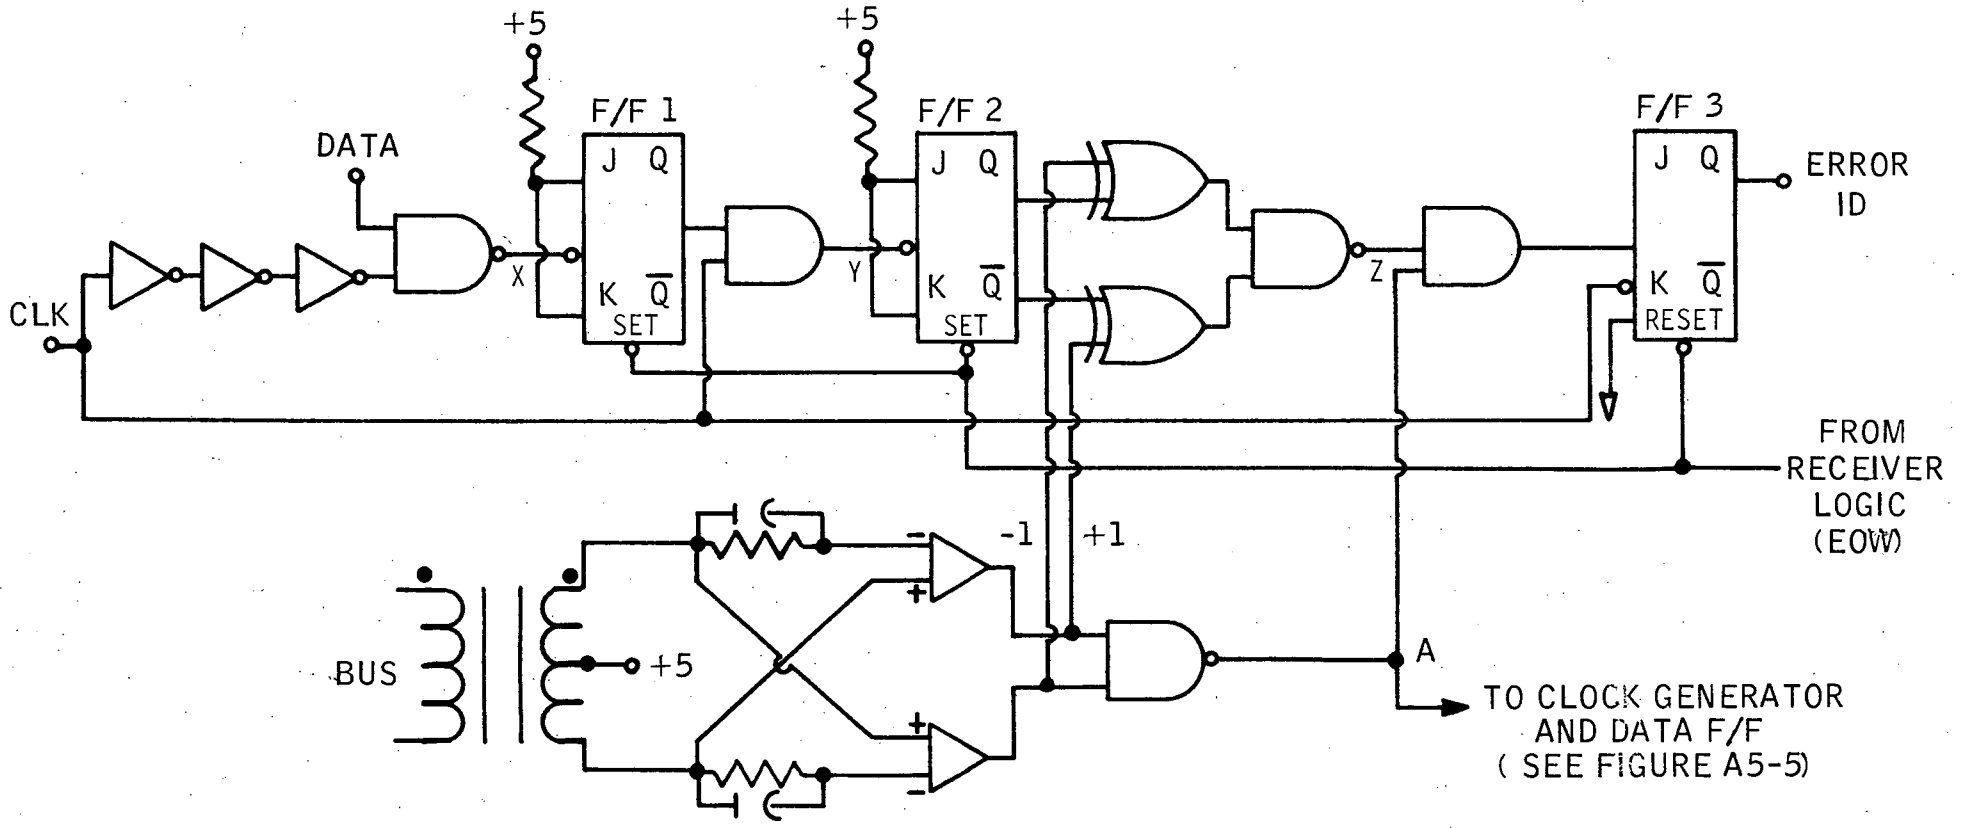 +5
+5
F/F 1
F/F 2
F/F 3
DATA
J Q
J Q
J Q
ERROR
ID
X
Y
Z
K Q̅
K Q̅
K Q̅
SET
SET
RESET
CLK
FROM
RECEIVER
LOGIC
(EOW)
-1
+1
-
+
BUS
+5
+
-
A
TO CLOCK GENERATOR
AND DATA F/F
( SEE FIGURE A5-5)